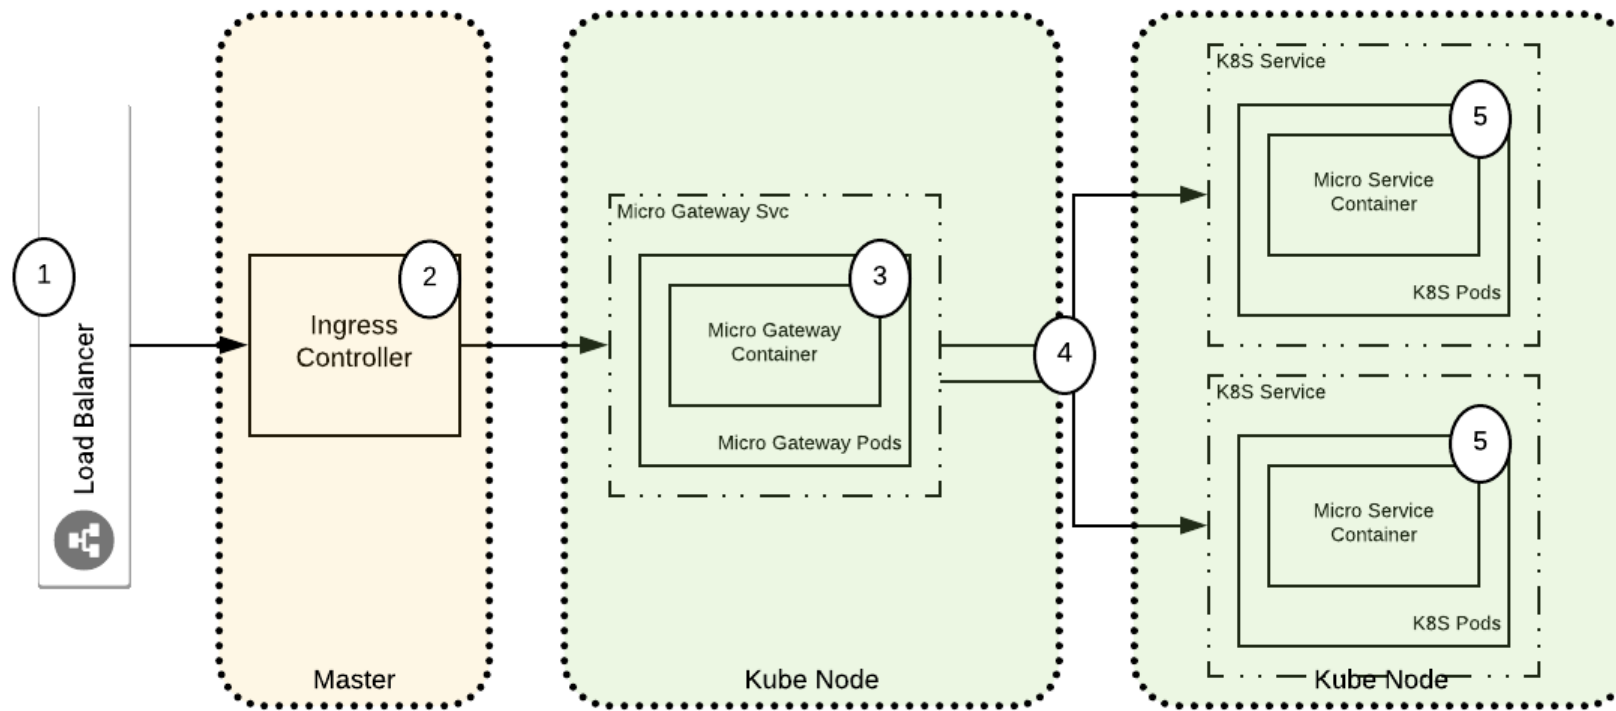 1
Load Balancer
2
Ingress
Controller
Master
Micro Gateway Svc
3
Micro Gateway
Container
Micro Gateway Pods
Kube Node
4
K8S Service
5
Micro Service
Container
K8S Pods
K8S Service
5
Micro Service
Container
K8S Pods
Kube Node